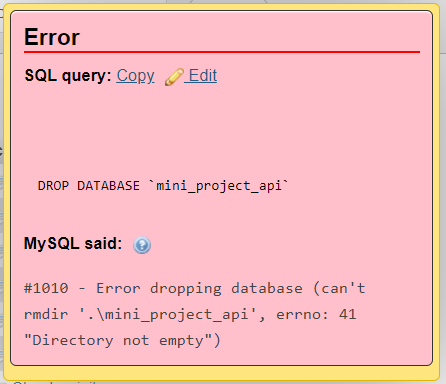 Error
SQL query: Copy Edit
DROP DATABASE `mini_project_api`
MySQL said:
#1010 - Error dropping database (can't
rmdir '.\mini_project_api', errno: 41
"Directory not empty")